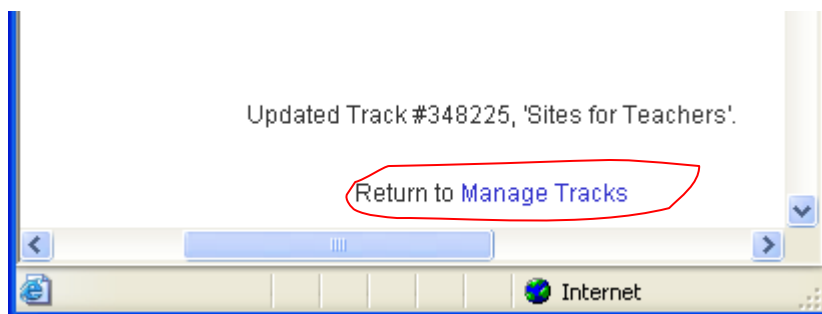 Updated Track #348225, 'Sites for Teachers'.
Return to Manage Tracks
Internet